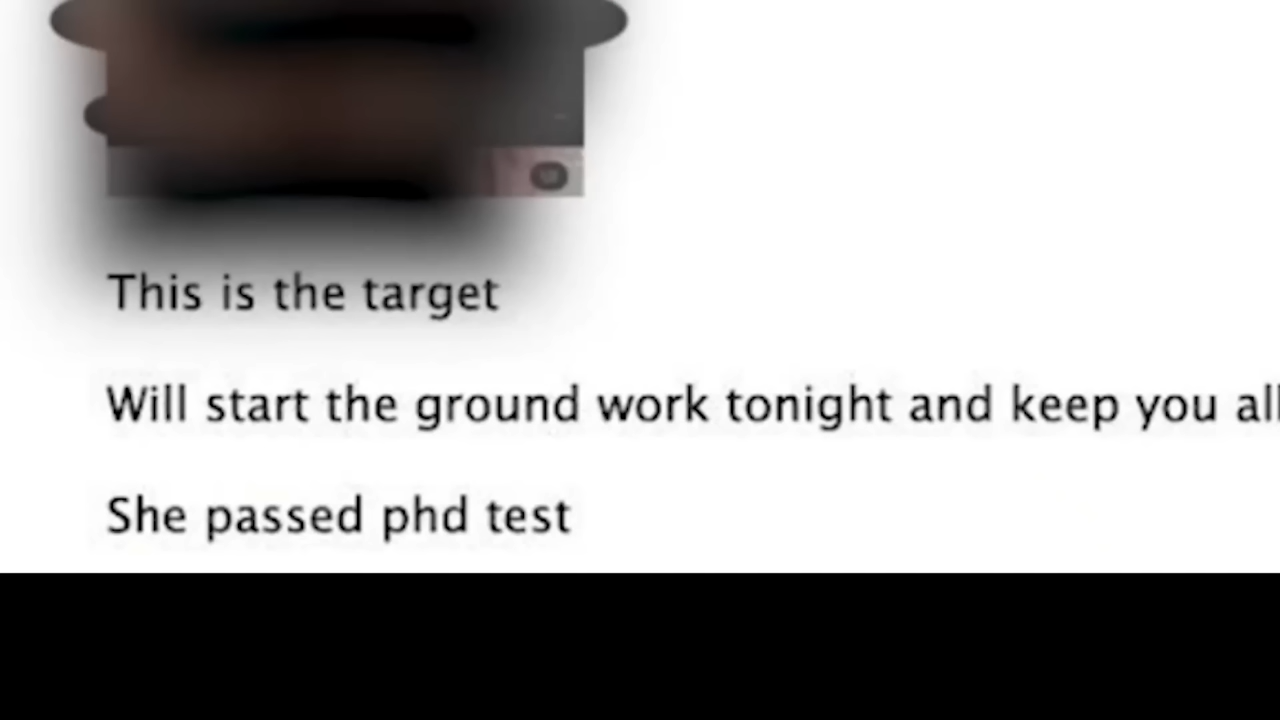 This is the target
Will start the ground work tonight and keep you all
She passed phd test